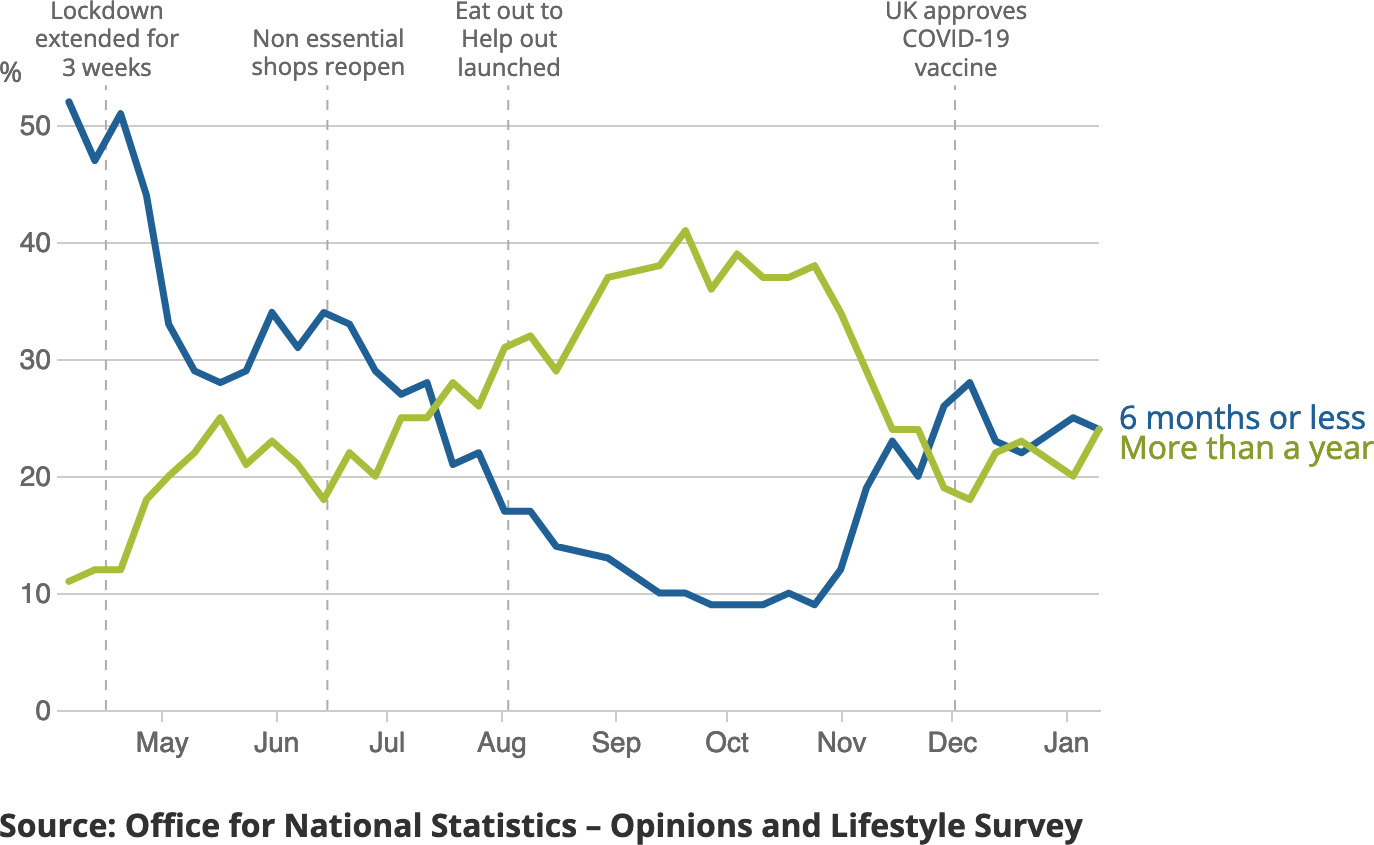 Lockdown
extended for
3 weeks
Non essential
shops reopen
Eat out to
Help out
launched
UK approves
COVID-19
vaccine
%
50
40
30
20
10
0
6 months or less
More than a year
May Jun Jul Aug Sep Oct Nov Dec Jan
Source: Office for National Statistics – Opinions and Lifestyle Survey